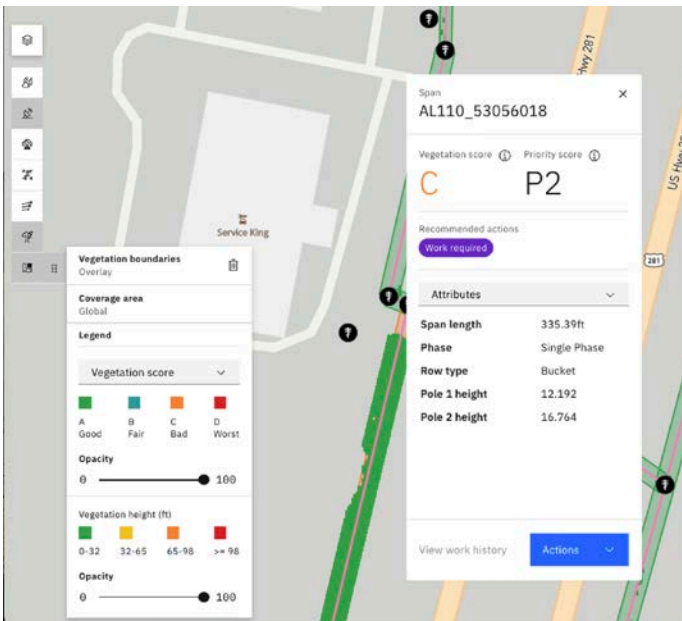 Hwy 281
US Hwy 2
281
Service King
Span
AL110_53056018
Vegetation score
Priority score
C
P2
Recommended actions
Work required
Attributes
Span length 335.39ft
Phase Single Phase
Row type Bucket
Pole 1 height 12.192
Pole 2 height 16.764
View work history
Actions
Vegetation boundaries
Overlay
Coverage area
Global
Legend
Vegetation score
A B C D
Good Fair Bad Worst
Opacity
0 100
Vegetation height (ft)
0-32 32-65 65-98 >= 98
Opacity
0 100